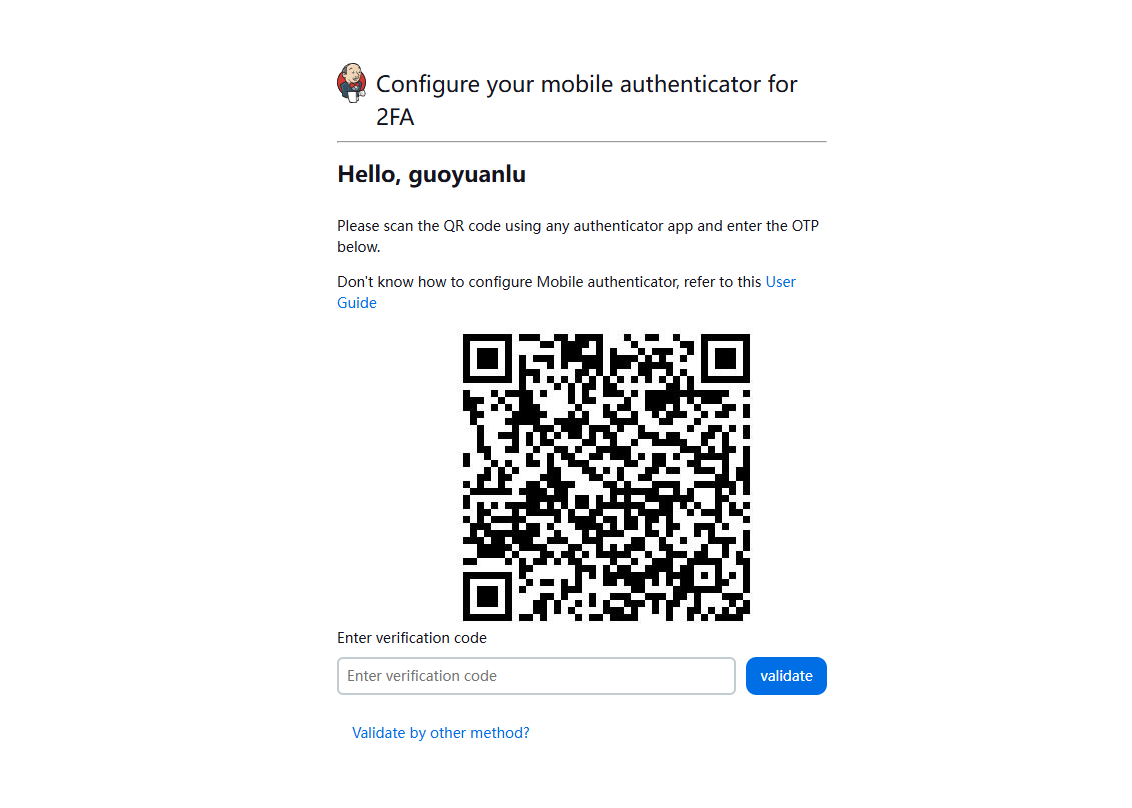 Configure your mobile authenticator for
2FA
Hello, guoyuanlu
Please scan the QR code using any authenticator app and enter the OTP
below.
Don't know how to configure Mobile authenticator, refer to this User
Guide
Enter verification code
Enter verification code
validate
Validate by other method?